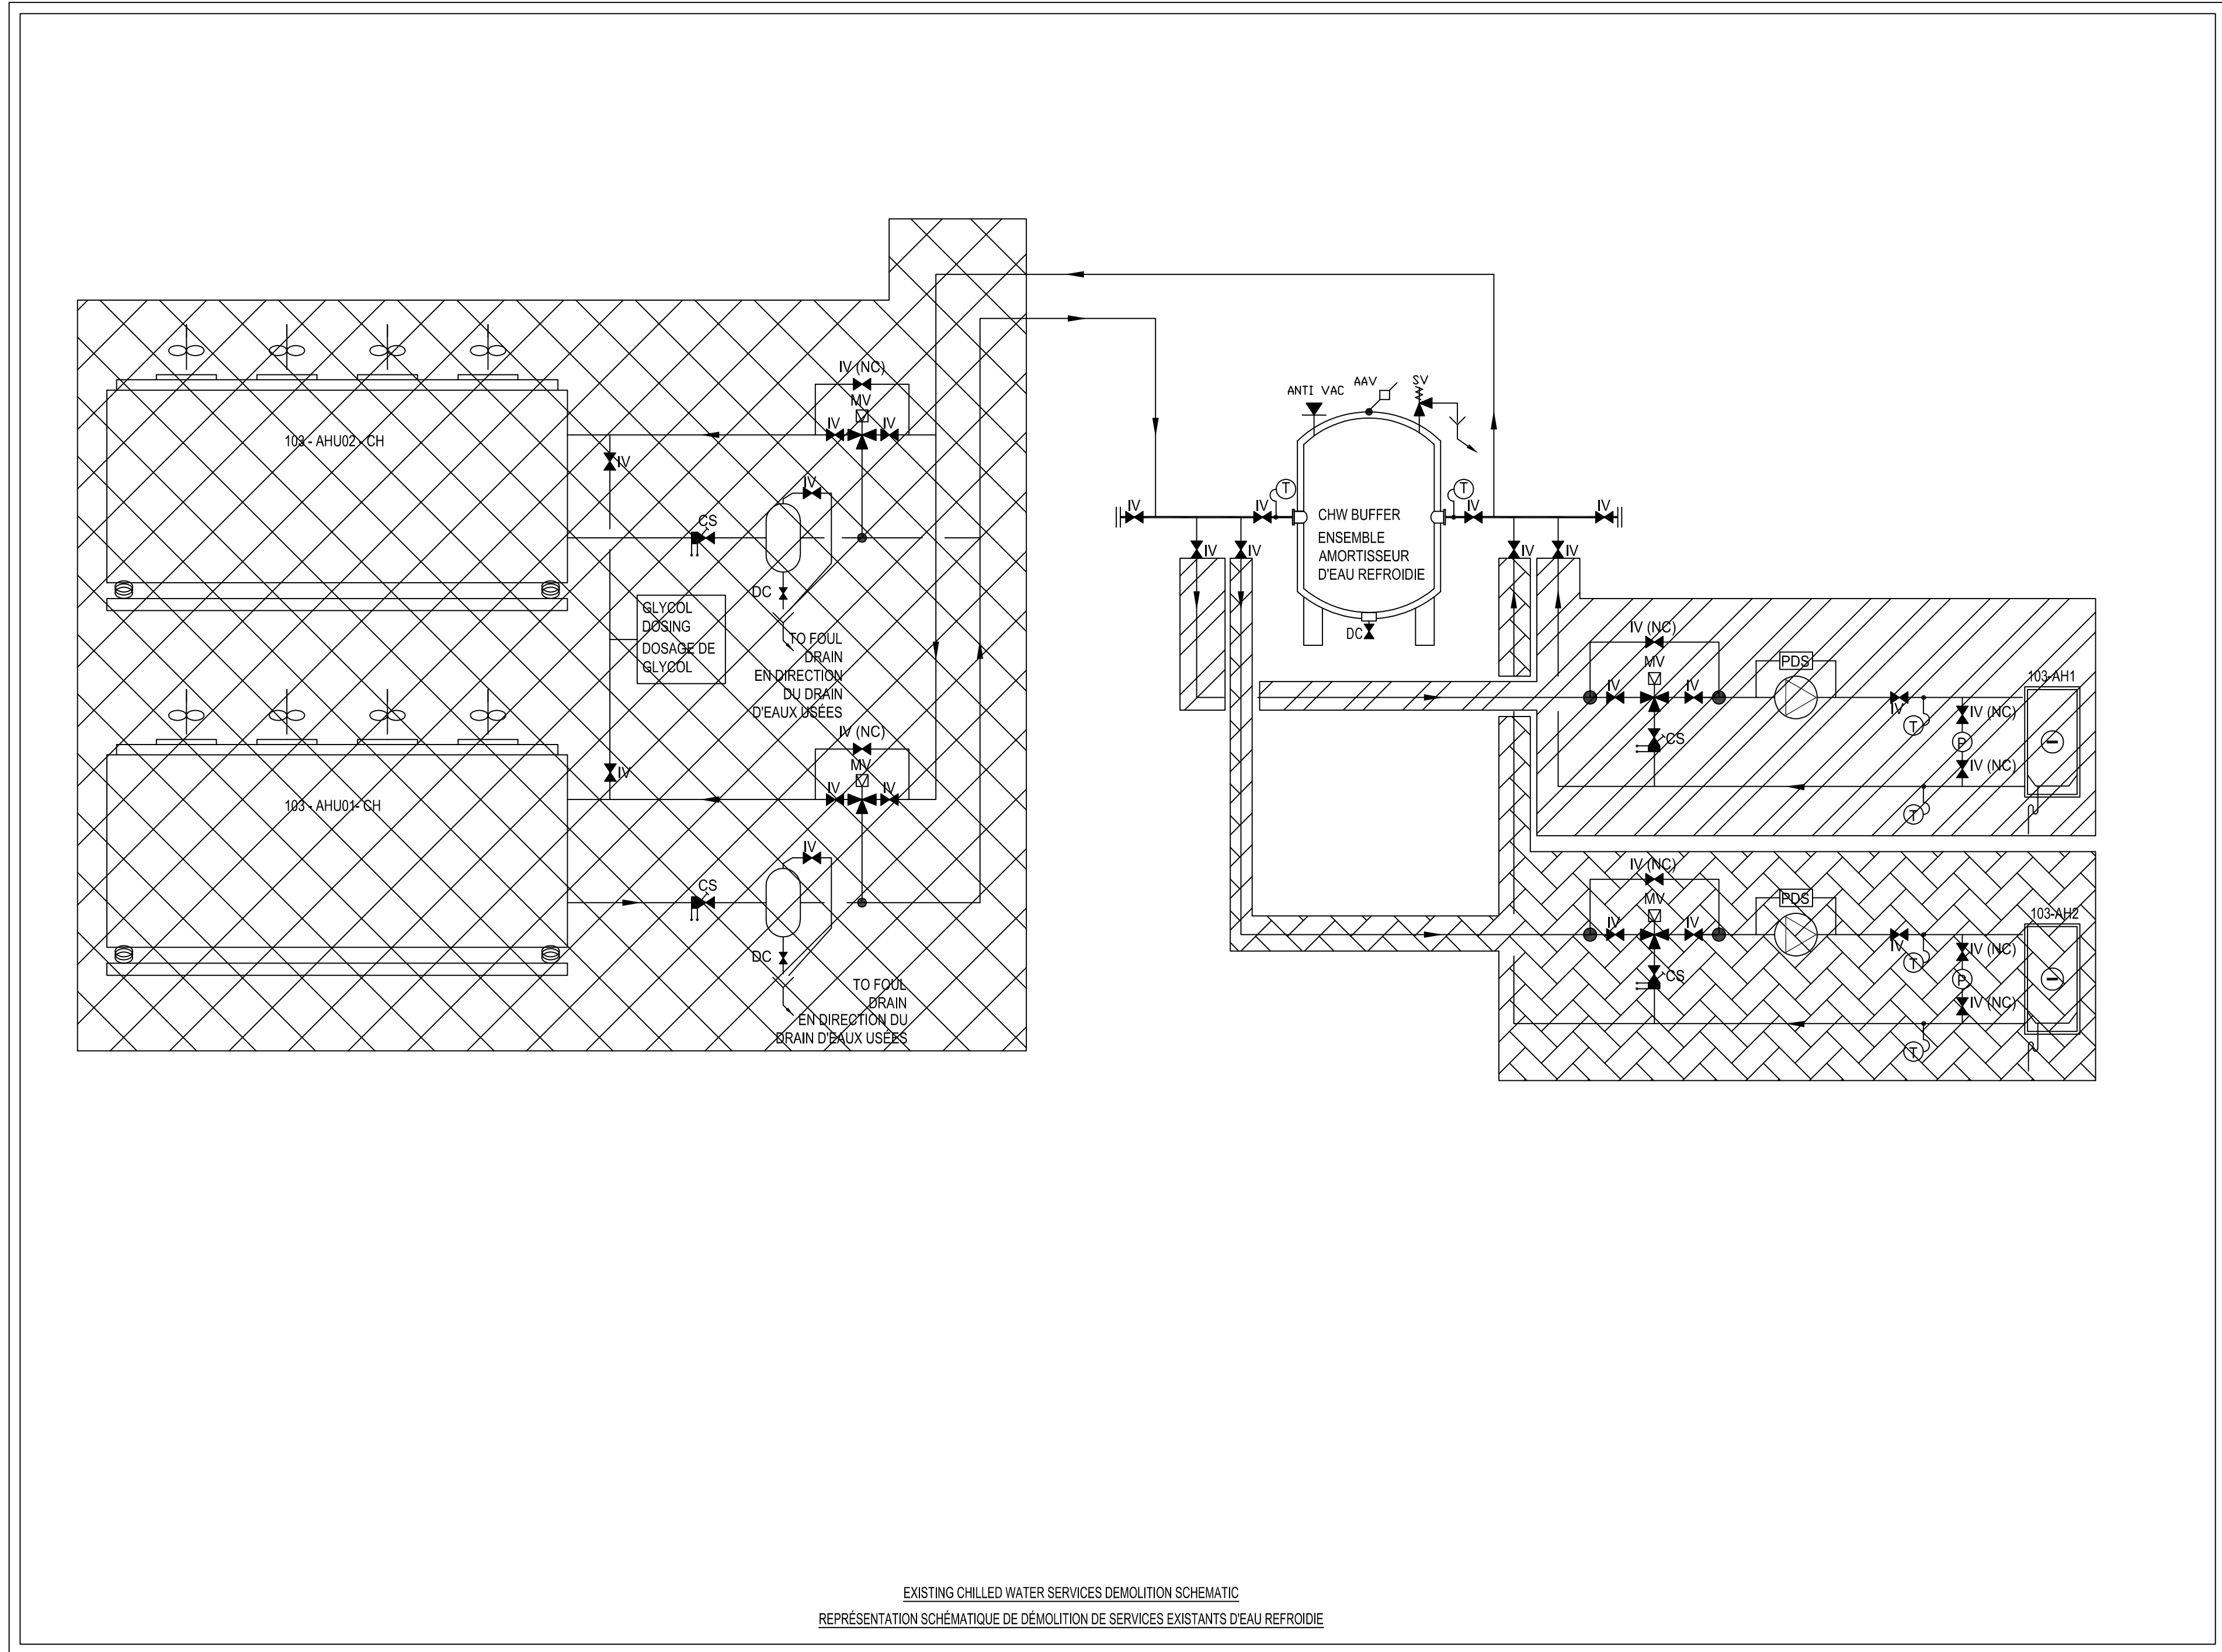 IV (NC)
MV
IV
IV
103 - AHU02 - CH
IV
IV
CS
DC
GLYCOL
DOSING
DOSAGE DE
GLYCOL
TO FOUL
DRAIN
EN DIRECTION
DU DRAIN
D'EAUX USÉES
IV (NC)
MV
IV
IV
IV
103 - AHU01- CH
IV
CS
DC
TO FOUL
DRAIN
EN DIRECTION DU
DRAIN D'EAUX USÉES
ANTI VAC
AAV
SV
T
T
IV
IV
IV
IV
CHW BUFFER
ENSEMBLE
AMORTISSEUR
D'EAU REFROIDIE
IV
IV
IV
IV
DC
IV (NC)
MV
IV
IV
PDS
103-AH1
IV
T
IV (NC)
P
IV (NC)
CS
T
IV (NC)
MV
IV
IV
PDS
103-AH2
IV
T
IV (NC)
P
IV (NC)
CS
T
EXISTING CHILLED WATER SERVICES DEMOLITION SCHEMATIC
REPRÉSENTATION SCHÉMATIQUE DE DÉMOLITION DE SERVICES EXISTANTS D'EAU REFROIDIE